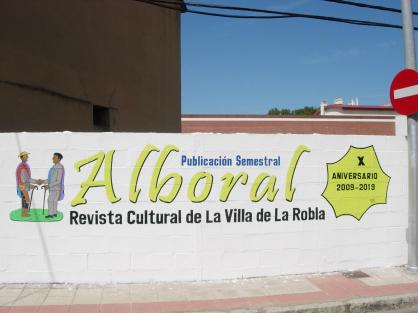 Publicación Semestral
Alboral
Revista Cultural de La Villa de La Robla
X
ANIVERSARIO
2009-2019